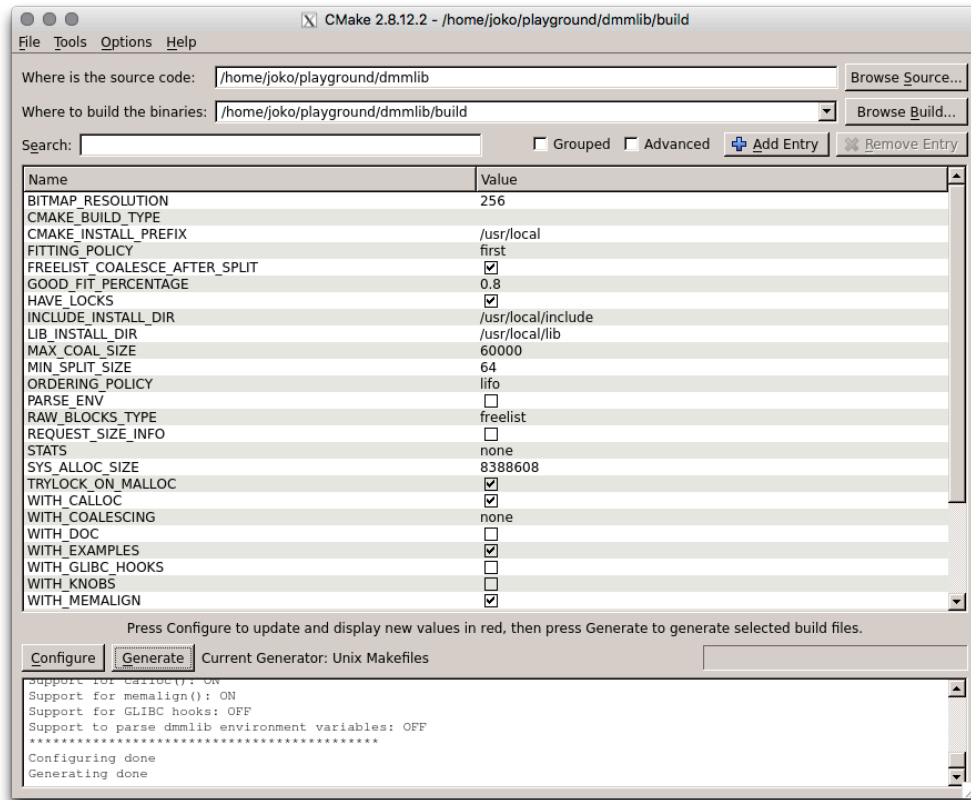 CMake 2.8.12.2 - /home/joko/playground/dmmlib/build
File Tools Options Help
Where is the source code: /home/joko/playground/dmmlib Browse Source...
Where to build the binaries: /home/joko/playground/dmmlib/build Browse Build...
Search: Grouped Advanced Add Entry Remove Entry
Name Value
BITMAP_RESOLUTION 256
CMAKE_BUILD_TYPE
CMAKE_INSTALL_PREFIX /usr/local
FITTING_POLICY first
FREELIST_COALESCE_AFTER_SPLIT
GOOD_FIT_PERCENTAGE 0.8
HAVE_LOCKS
INCLUDE_INSTALL_DIR /usr/local/include
LIB_INSTALL_DIR /usr/local/lib
MAX_COAL_SIZE 60000
MIN_SPLIT_SIZE 64
ORDERING_POLICY lifo
PARSE_ENV
RAW_BLOCKS_TYPE freelist
REQUEST_SIZE_INFO
STATS none
SYS_ALLOC_SIZE 8388608
TRYLOCK_ON_MALLOC
WITH_CALLOC
WITH_COALESCING none
WITH_DOC
WITH_EXAMPLES
WITH_GLIBC_HOOKS
WITH_KNOBS
WITH_MEMALIGN
Press Configure to update and display new values in red, then press Generate to generate selected build files.
Configure Generate Current Generator: Unix Makefiles
Support for calloc(): ON
Support for memalign(): ON
Support for GLIBC hooks: OFF
Support to parse dmmlib environment variables: OFF
*******************************************
Configuring done
Generating done